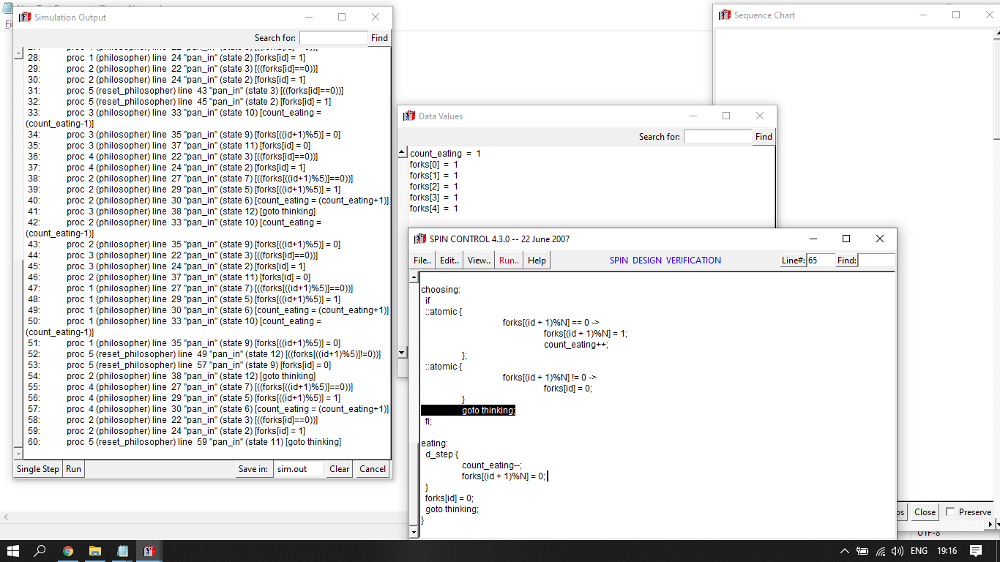 Simulation Output
Search for:
Find
28: proc 1 (philosopher) line 24 "pan_in" (state 2) [forks[id] = 1]
29: proc 2 (philosopher) line 22 "pan_in" (state 3) [((forks[id]==0))]
30: proc 2 (philosopher) line 24 "pan_in" (state 2) [forks[id] = 1]
31: proc 5 (reset_philosopher) line 43 "pan_in" (state 3) [((forks[id]==0))]
32: proc 5 (reset_philosopher) line 45 "pan_in" (state 2) [forks[id] = 1]
33: proc 3 (philosopher) line 33 "pan_in" (state 10) [count_eating =
(count_eating-1)]
34: proc 3 (philosopher) line 35 "pan_in" (state 9) [forks[((id+1)%5)] = 0]
35: proc 3 (philosopher) line 37 "pan_in" (state 11) [forks[id] = 0]
36: proc 4 (philosopher) line 22 "pan_in" (state 3) [((forks[id]==0))]
37: proc 4 (philosopher) line 24 "pan_in" (state 2) [forks[id] = 1]
38: proc 2 (philosopher) line 27 "pan_in" (state 7) [((forks[((id+1)%5)]==0))]
39: proc 2 (philosopher) line 29 "pan_in" (state 5) [forks[((id+1)%5)] = 1]
40: proc 2 (philosopher) line 30 "pan_in" (state 6) [count_eating = (count_eating+1)]
41: proc 3 (philosopher) line 38 "pan_in" (state 12) [goto thinking]
42: proc 2 (philosopher) line 33 "pan_in" (state 10) [count_eating =
(count_eating-1)]
43: proc 2 (philosopher) line 35 "pan_in" (state 9) [forks[((id+1)%5)] = 0]
44: proc 3 (philosopher) line 22 "pan_in" (state 3) [((forks[id]==0))]
45: proc 3 (philosopher) line 24 "pan_in" (state 2) [forks[id] = 1]
46: proc 2 (philosopher) line 37 "pan_in" (state 11) [forks[id] = 0]
47: proc 1 (philosopher) line 27 "pan_in" (state 7) [((forks[((id+1)%5)]==0))]
48: proc 1 (philosopher) line 29 "pan_in" (state 5) [forks[((id+1)%5)] = 1]
49: proc 1 (philosopher) line 30 "pan_in" (state 6) [count_eating = (count_eating+1)]
50: proc 1 (philosopher) line 33 "pan_in" (state 10) [count_eating =
(count_eating-1)]
51: proc 1 (philosopher) line 35 "pan_in" (state 9) [forks[((id+1)%5)] = 0]
52: proc 5 (reset_philosopher) line 49 "pan_in" (state 12) [((forks[((id+1)%5)]!=0))]
53: proc 5 (reset_philosopher) line 57 "pan_in" (state 9) [forks[id] = 0]
54: proc 2 (philosopher) line 38 "pan_in" (state 12) [goto thinking]
55: proc 4 (philosopher) line 27 "pan_in" (state 7) [((forks[((id+1)%5)]==0))]
56: proc 4 (philosopher) line 29 "pan_in" (state 5) [forks[((id+1)%5)] = 1]
57: proc 4 (philosopher) line 30 "pan_in" (state 6) [count_eating = (count_eating+1)]
58: proc 2 (philosopher) line 22 "pan_in" (state 3) [((forks[id]==0))]
59: proc 2 (philosopher) line 24 "pan_in" (state 2) [forks[id] = 1]
60: proc 5 (reset_philosopher) line 59 "pan_in" (state 11) [goto thinking]
Single Step Run Save in: sim.out Clear Cancel
Sequence Chart
Data Values
Search for: Find
count_eating = 1
forks[0] = 1
forks[1] = 1
forks[2] = 1
forks[3] = 1
forks[4] = 1
SPIN CONTROL 4.3.0 -- 22 June 2007
File.. Edit.. View.. Run.. Help SPIN DESIGN VERIFICATION Line#: 65 Find:
choosing:
if
::atomic {
forks[(id + 1)%N] == 0 ->
forks[(id + 1)%N] = 1;
count_eating++;
};
::atomic {
forks[(id + 1)%N] != 0 ->
forks[id] = 0;
}
goto thinking;
fi;
eating:
d_step {
count_eating--;
forks[(id + 1)%N] = 0;
}
forks[id] = 0;
goto thinking;
}
Close Preserve
UTF-8
ENG 19:16